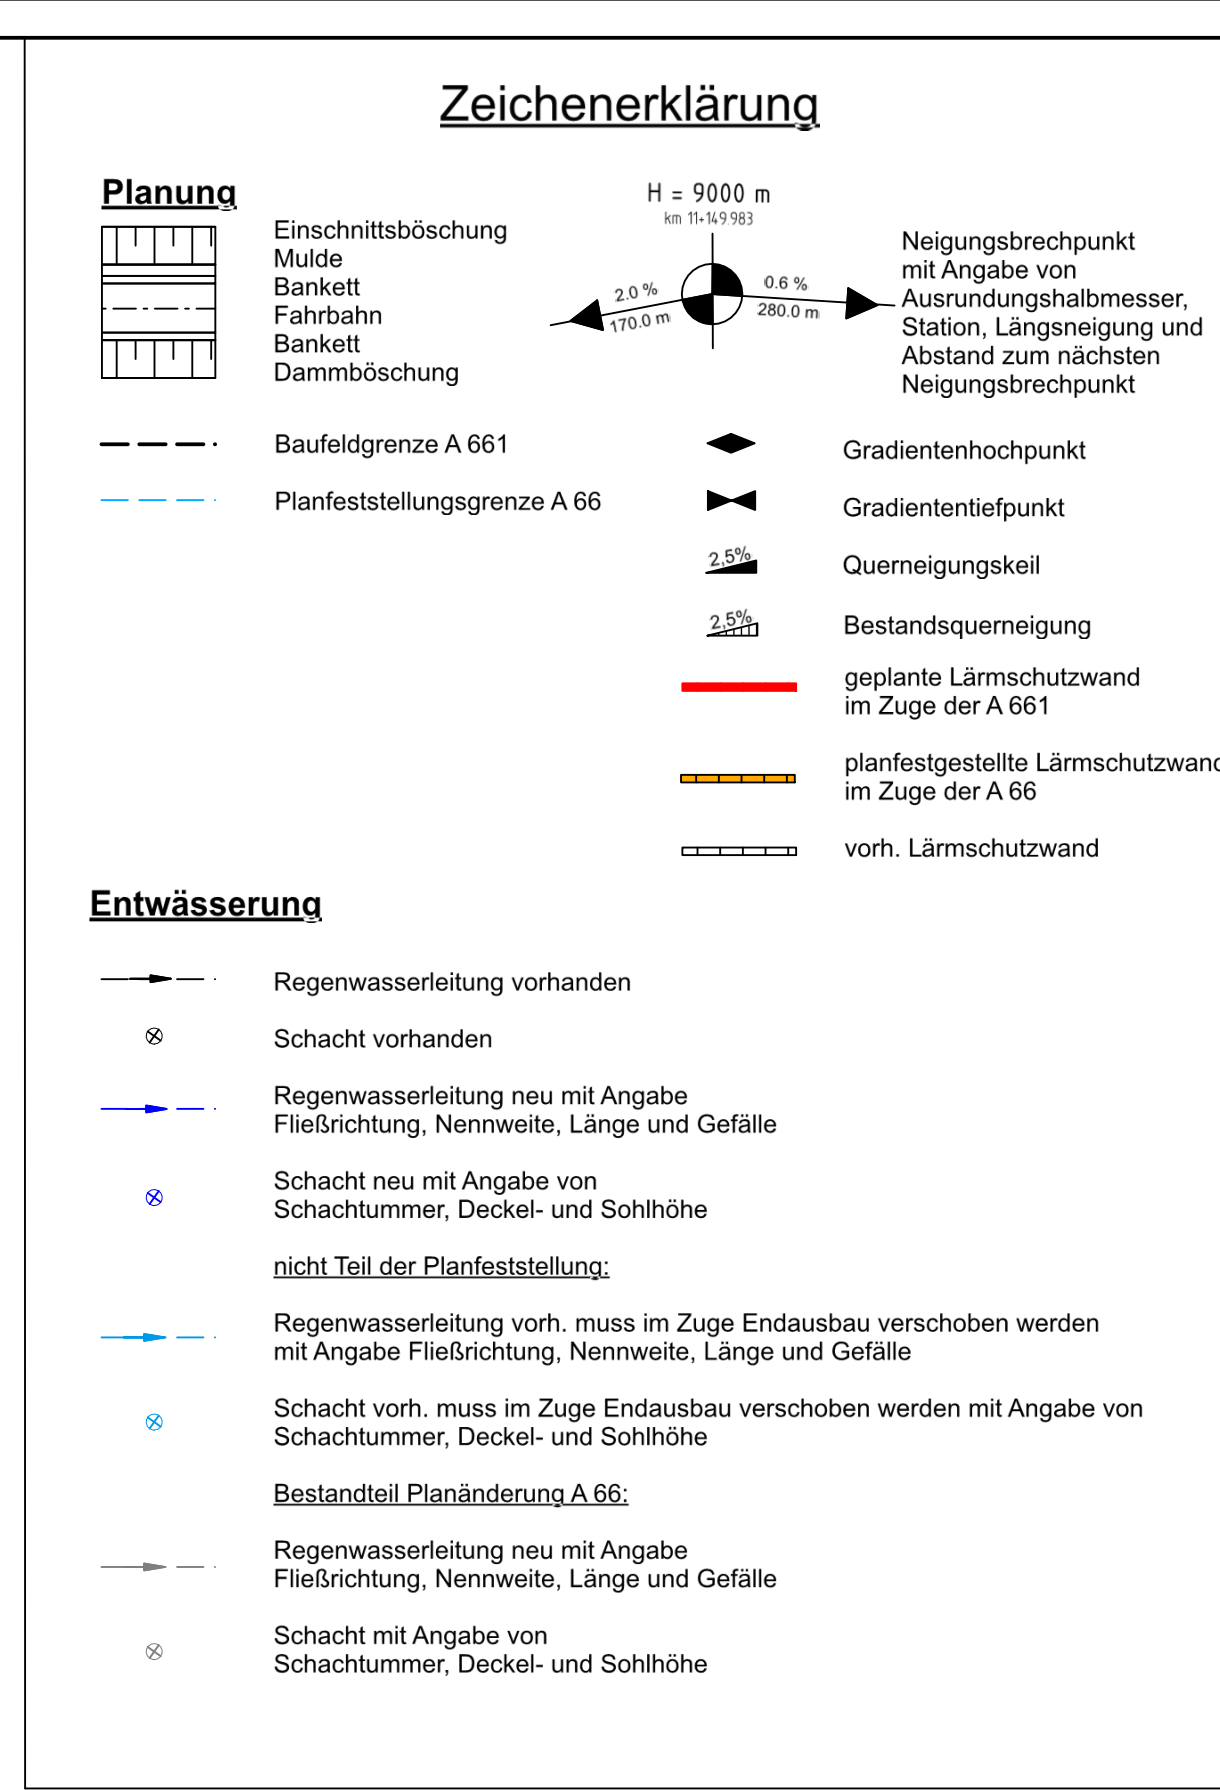 Zeichenerklärung
Planung
Einschnittsböschung
Mulde
Bankett
Fahrbahn
Bankett
Dammböschung
Baufeldgrenze A 661
Planfeststellungsgrenze A 66
H = 9000 m
km 11+149.983
2.0 %
170.0 m
0.6 %
280.0 m
Neigungsbrechpunkt
mit Angabe von
Ausrundungshalbmesser,
Station, Längsneigung und
Abstand zum nächsten
Neigungsbrechpunkt
Gradientenhochpunkt
Gradiententiefpunkt
2,5%
Querneigungskeil
2,5%
Bestandsquerneigung
geplante Lärmschutzwand
im Zuge der A 661
planfestgestellte Lärmschutzwand
im Zuge der A 66
vorh. Lärmschutzwand
Entwässerung
Regenwasserleitung vorhanden
Schacht vorhanden
Regenwasserleitung neu mit Angabe
Fließrichtung, Nennweite, Länge und Gefälle
Schacht neu mit Angabe von
Schachtummer, Deckel- und Sohlhöhe
nicht Teil der Planfeststellung:
Regenwasserleitung vorh. muss im Zuge Endausbau verschoben werden
mit Angabe Fließrichtung, Nennweite, Länge und Gefälle
Schacht vorh. muss im Zuge Endausbau verschoben werden mit Angabe von
Schachtummer, Deckel- und Sohlhöhe
Bestandteil Planänderung A 66:
Regenwasserleitung neu mit Angabe
Fließrichtung, Nennweite, Länge und Gefälle
Schacht mit Angabe von
Schachtummer, Deckel- und Sohlhöhe